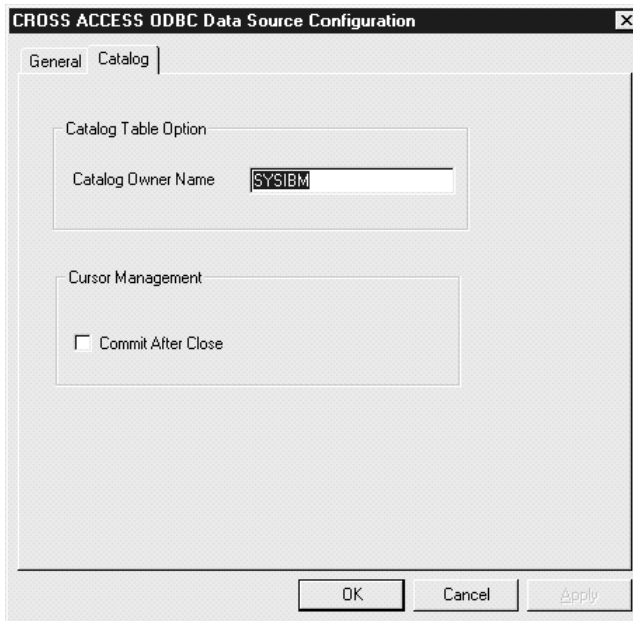 CROSS ACCESS ODBC Data Source Configuration
General Catalog
Catalog Table Option
Catalog Owner Name SYSIBM
Cursor Management
Commit After Close
OK Cancel Apply